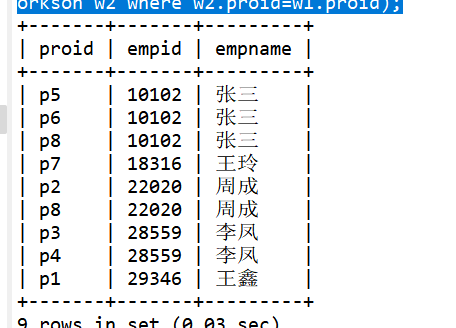 orkson w2 where w2.proid=w1.proid);
+-------+-------+---------+
| proid | empid | empname |
+-------+-------+---------+
| p5 | 10102 | 张三 |
| p6 | 10102 | 张三 |
| p8 | 10102 | 张三 |
| p7 | 18316 | 王玲 |
| p2 | 22020 | 周成 |
| p8 | 22020 | 周成 |
| p3 | 28559 | 李凤 |
| p4 | 28559 | 李凤 |
| p1 | 29346 | 王鑫 |
+-------+-------+---------+
9 rows in set (0.03 sec)